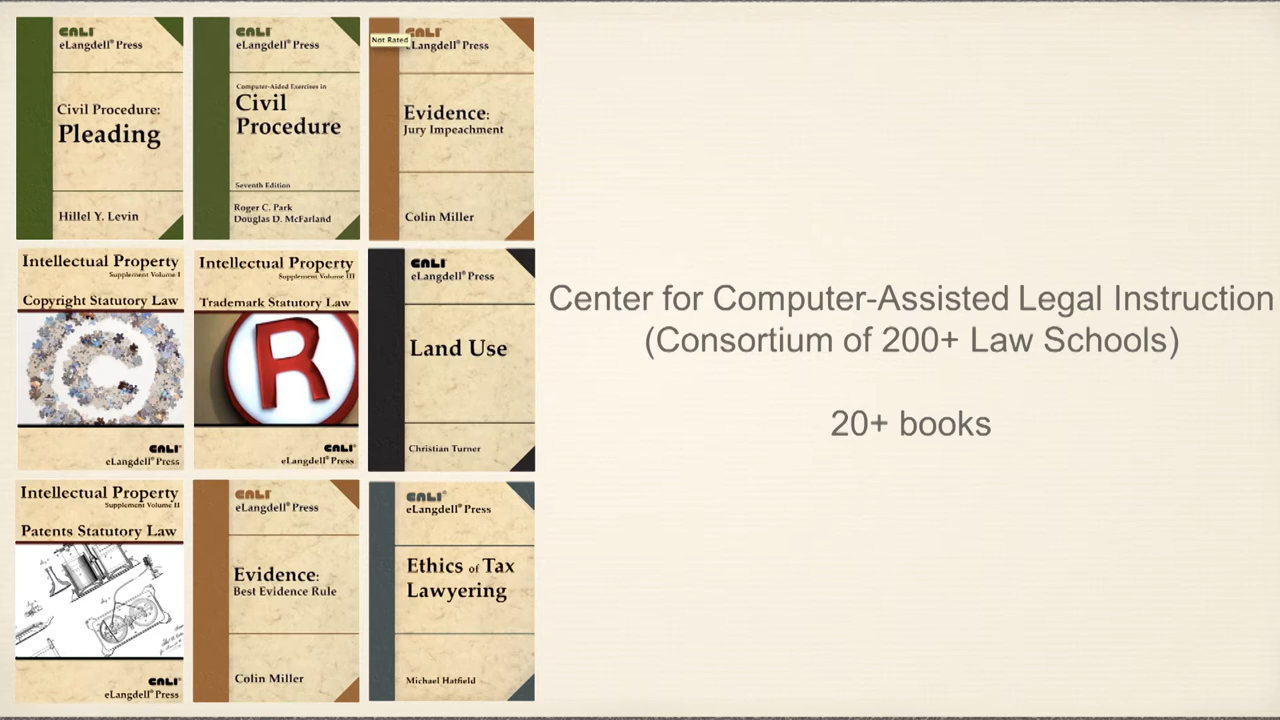 CALI
eLangdell® Press
Civil Procedure:
Pleading
Hillel Y. Levin
CALI
eLangdell® Press
Computer-Aided Exercises in
Civil
Procedure
Seventh Edition
Roger C. Park
Douglas D. McFarland
Not Rated
CALI
eLangdell® Press
Evidence:
Jury Impeachment
Colin Miller
Intellectual Property
Supplement Volume I
Copyright Statutory Law
CALI®
eLangdell® Press
Intellectual Property
Supplement Volume III
Trademark Statutory Law
R
CALI®
eLangdell® Press
CALI
eLangdell® Press
Land Use
Christian Turner
Intellectual Property
Supplement Volume II
Patents Statutory Law
CALI®
eLangdell® Press
CALI
eLangdell® Press
Evidence:
Best Evidence Rule
Colin Miller
CALI®
eLangdell® Press
Ethics of Tax
Lawyering
Michael Hatfield
Center for Computer-Assisted Legal Instruction
(Consortium of 200+ Law Schools)
20+ books